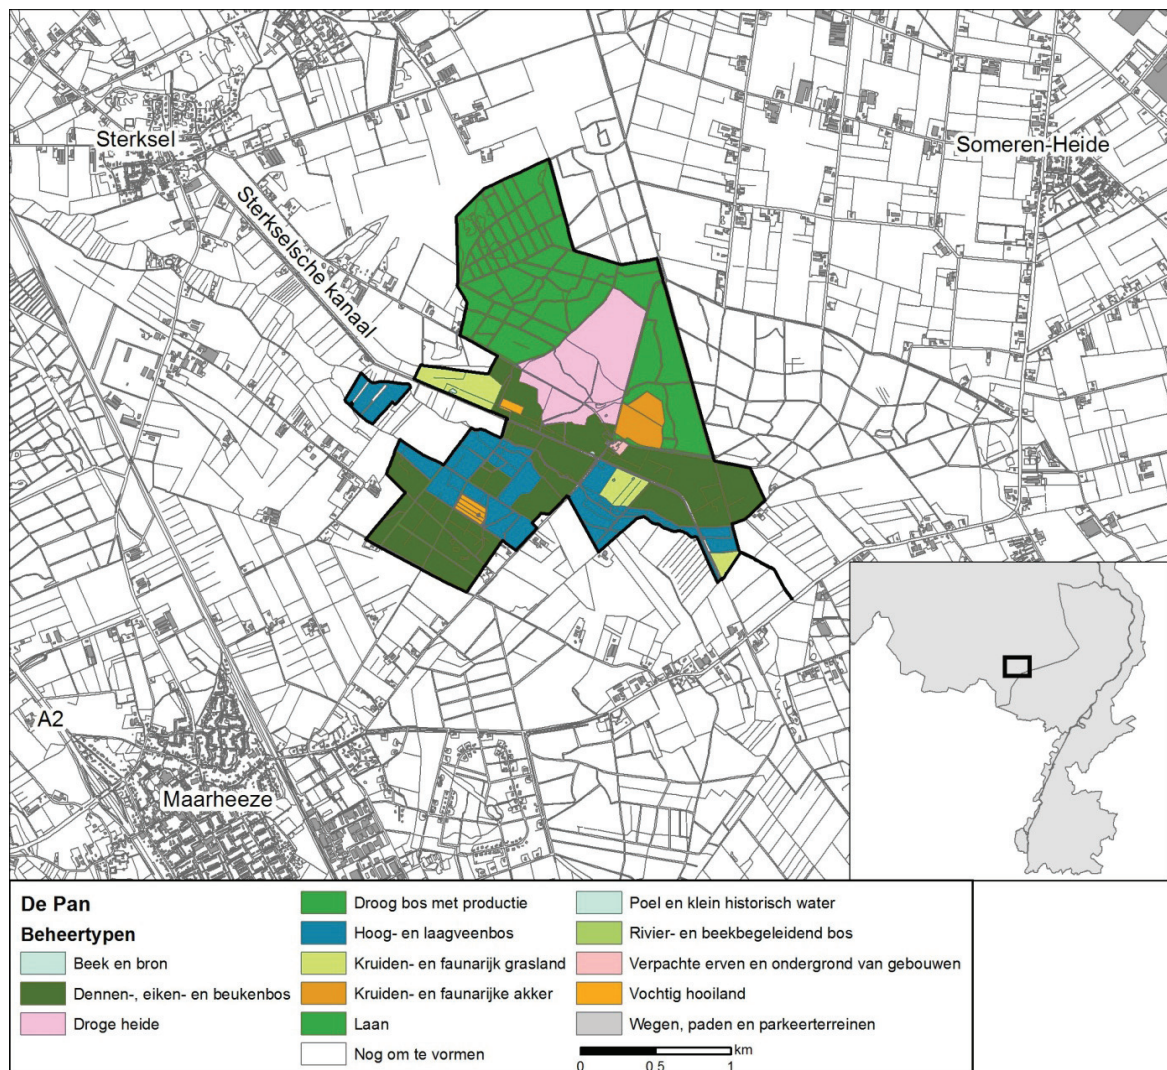 Sterksel
Someren-Heide
Sterkselsche kanaal
A2
Maarheeze
De Pan
Beheertypen
Beek en bron
Dennen-, eiken- en beukenbos
Droge heide
Droog bos met productie
Hoog- en laagveenbos
Kruiden- en faunarijk grasland
Kruiden- en faunarijke akker
Laan
Nog om te vormen
Poel en klein historisch water
Rivier- en beekbegeleidend bos
Verpachte erven en ondergrond van gebouwen
Vochtig hooiland
Wegen, paden en parkeerterreinen
km
0 0.5 1